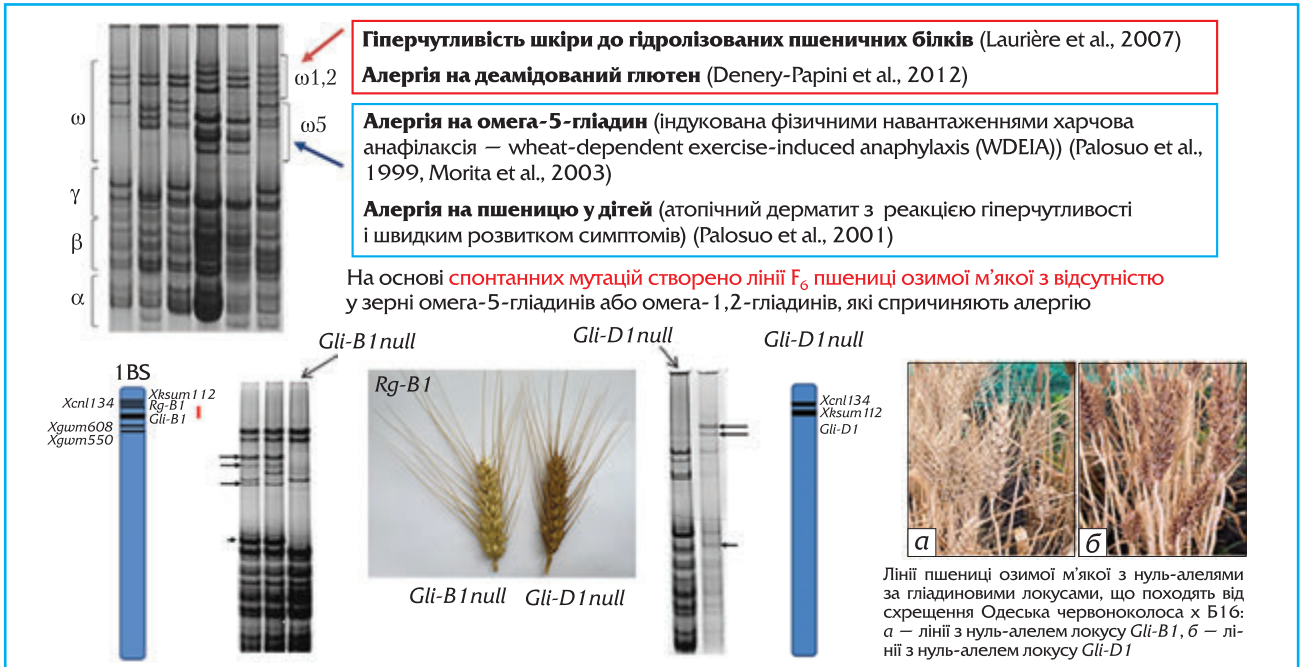 Гіперчутливість шкіри до гідролізованих пшеничних білків (Laurière et al., 2007)
Алергія на деамідований глютен (Denery-Papini et al., 2012)
ω1,2
ω
ω5
γ
β
α
Алергія на омега-5-гліадин (індукована фізичними навантаженнями харчова
анафілаксія — wheat-dependent exercise-induced anaphylaxis (WDEIA)) (Palosuo et al.,
1999, Morita et al., 2003)
Алергія на пшеницю у дітей (атопічний дерматит з реакцією гіперчутливості
і швидким розвитком симптомів) (Palosuo et al., 2001)
На основі спонтанних мутацій створено лінії F6 пшениці озимої м’якої з відсутністю
у зерні омега-5-гліадинів або омега-1,2-гліадинів, які спричиняють алергію
Gli-B1null
Gli-D1null
Gli-D1null
1BS
Xksum112
Xcnl134
Rg-B1
Gli-B1
Xgwm608
Xgwm550
Rg-B1
Gli-B1null
Gli-D1null
Xcnl134
Xksum112
Gli-D1
а
б
Лінії пшениці озимої м’якої з нуль-алелями
за гліадиновими локусами, що походять від
схрещення Одеська червоноколоса х Б16:
а — лінії з нуль-алелем локусу Gli-B1, б — лі-
нії з нуль-алелем локусу Gli-D1